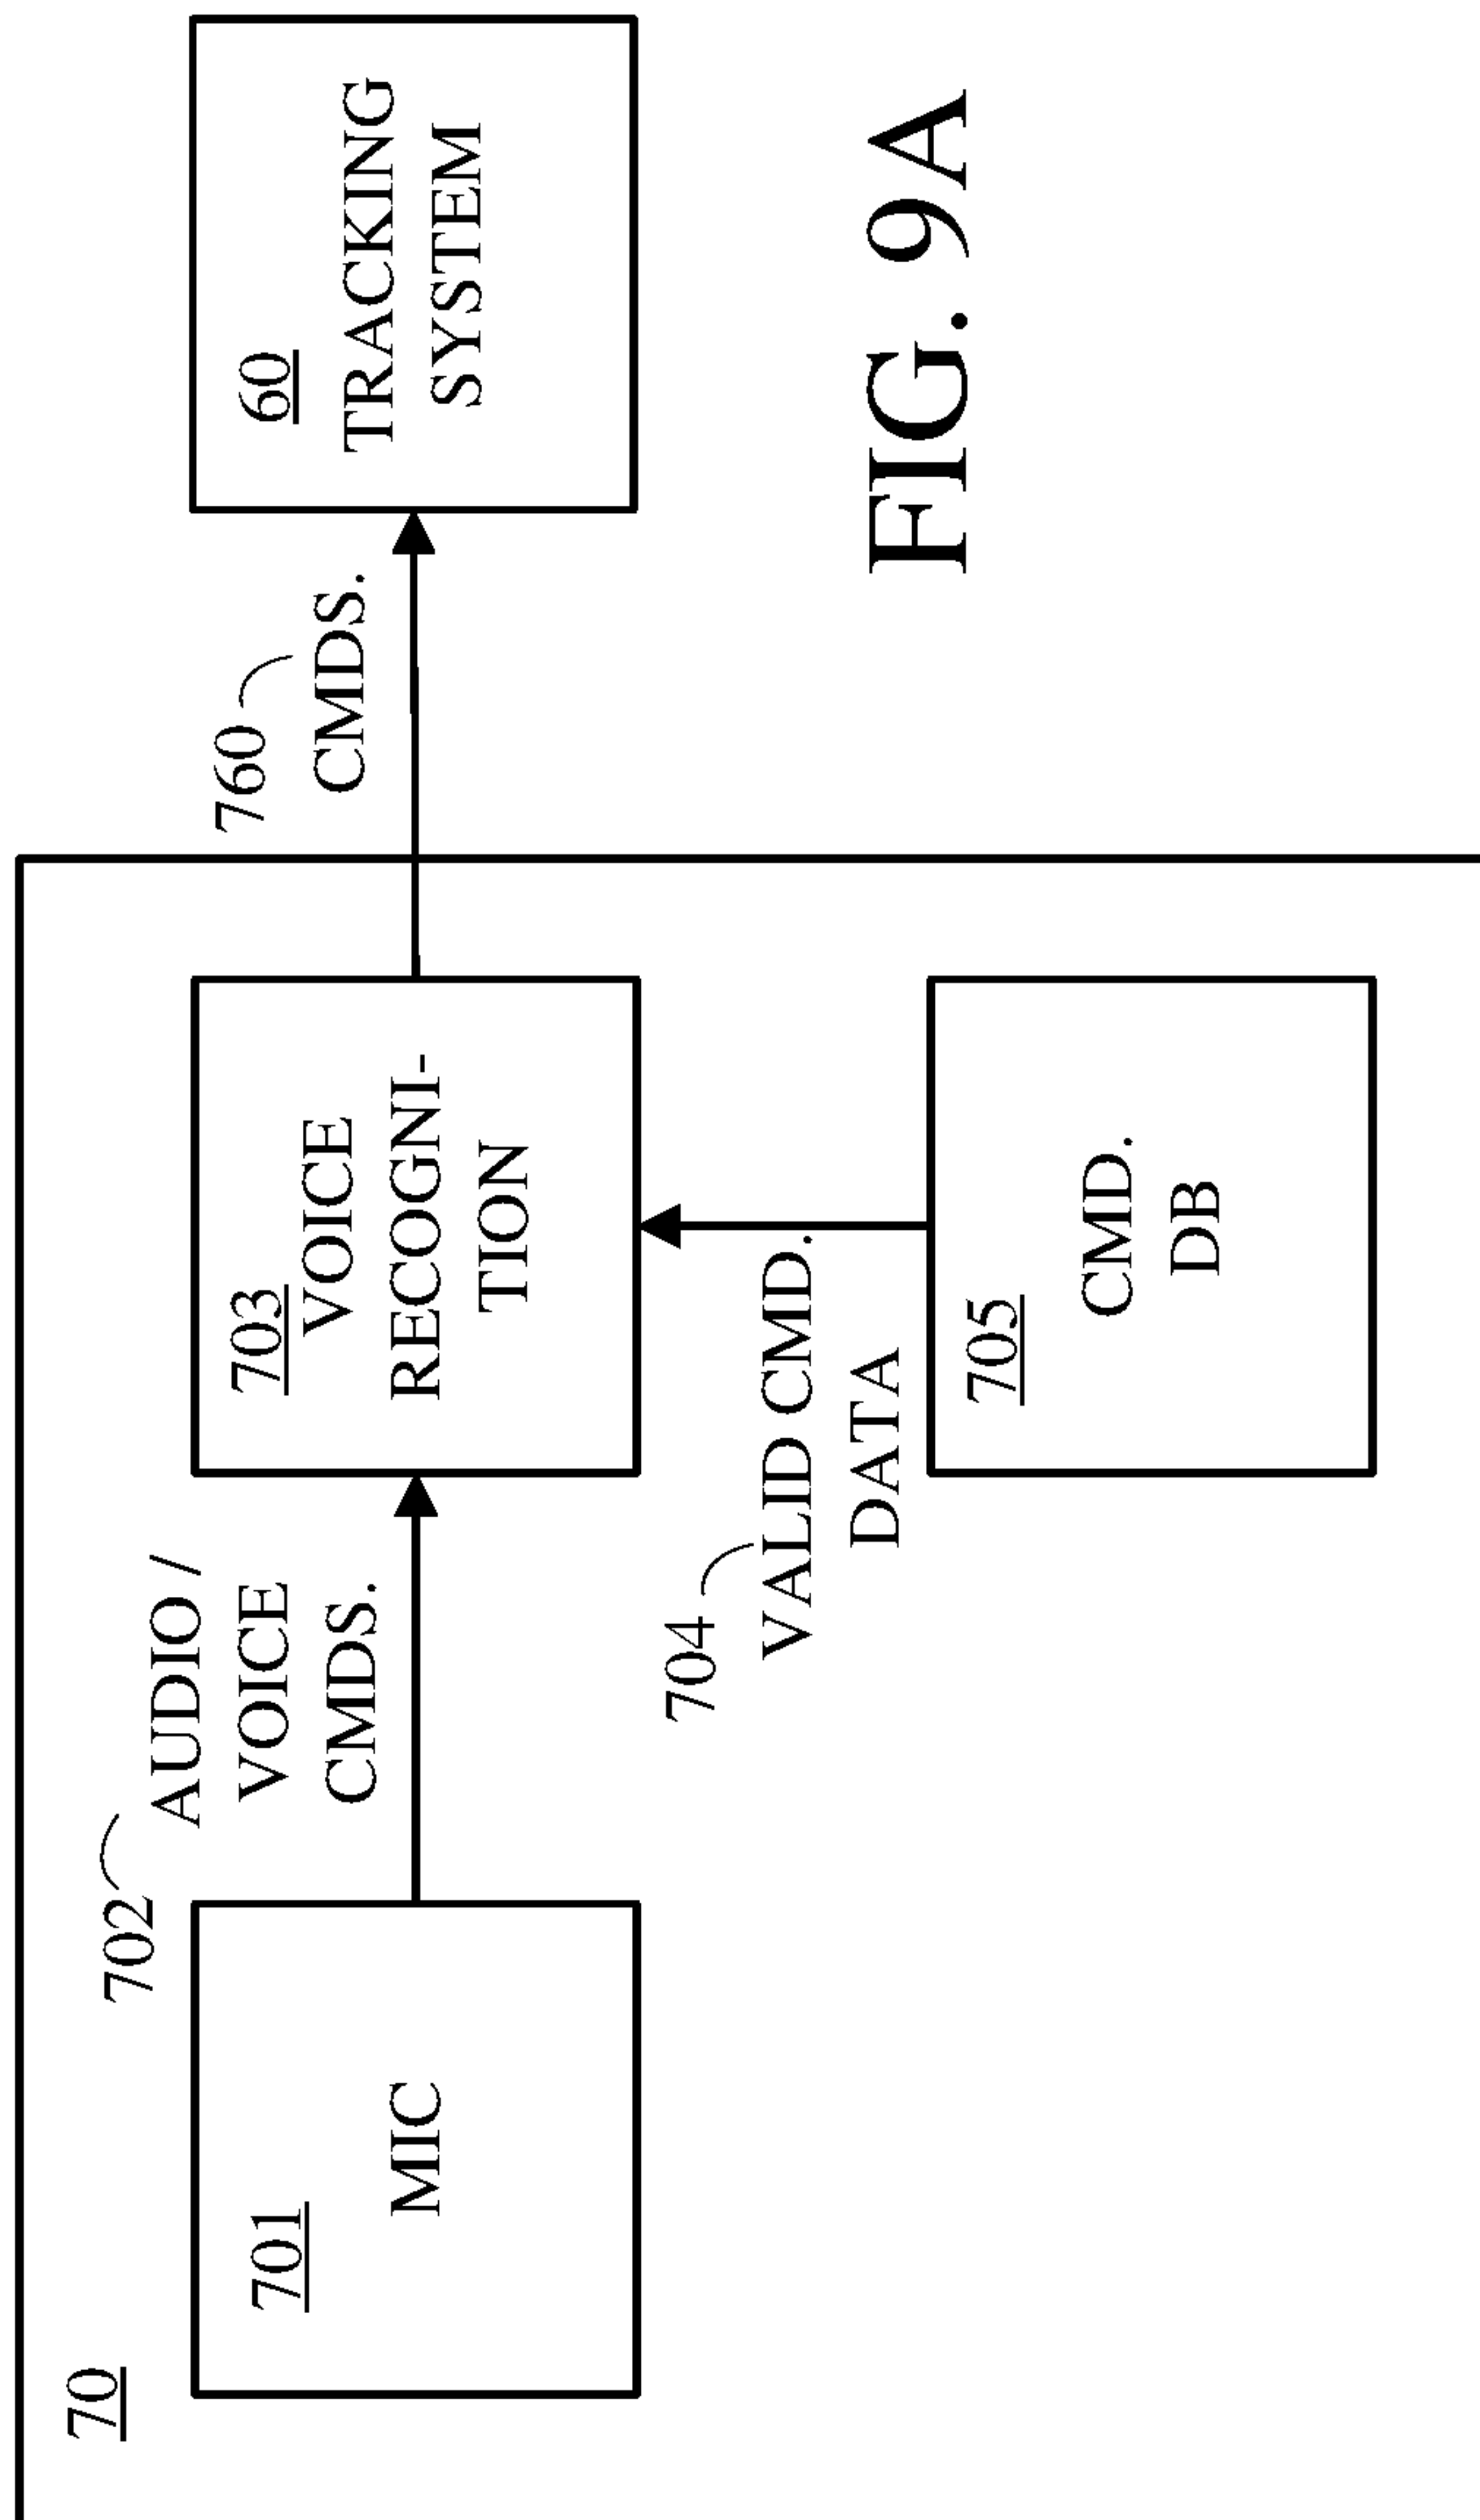 70
701
MIC
702
AUDIO /
VOICE
CMDS.
703
VOICE
RECOGNI-
TION
704
VALID CMD.
DATA
705
CMD.
DB
760
CMDS.
60
TRACKING
SYSTEM
FIG. 9A